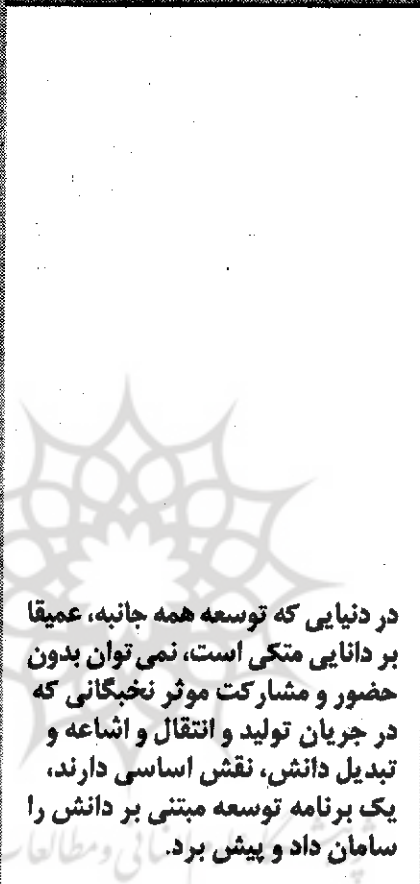 در دنیایی که توسعه همه جانبه، عمیقا
بر دانایی متکی است، نمی توان بدون
حضور و مشارکت موثر نخبگانی که
در جریان تولید و انتقال و اشاعه و
تبدیل دانش، نقش اساسی دارند،
یک برنامه توسعه مبتنی بر دانش را
سامان داد و پیش برد.